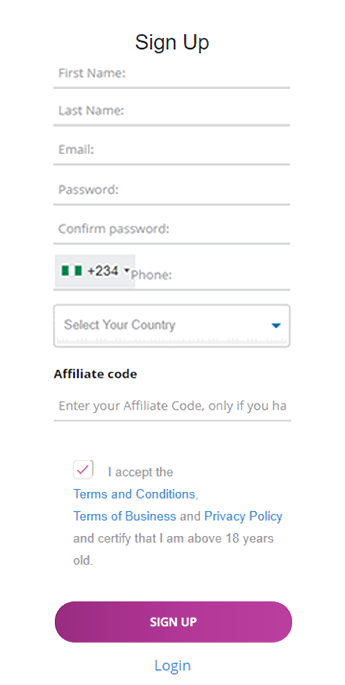 Sign Up
First Name:
Last Name:
Email:
Password:
Confirm password:
+234 Phone:
Select Your Country
Affiliate code
Enter your Affiliate Code, only if you ha
I accept the
Terms and Conditions,
Terms of Business and Privacy Policy
and certify that I am above 18 years
old.
SIGN UP
Login